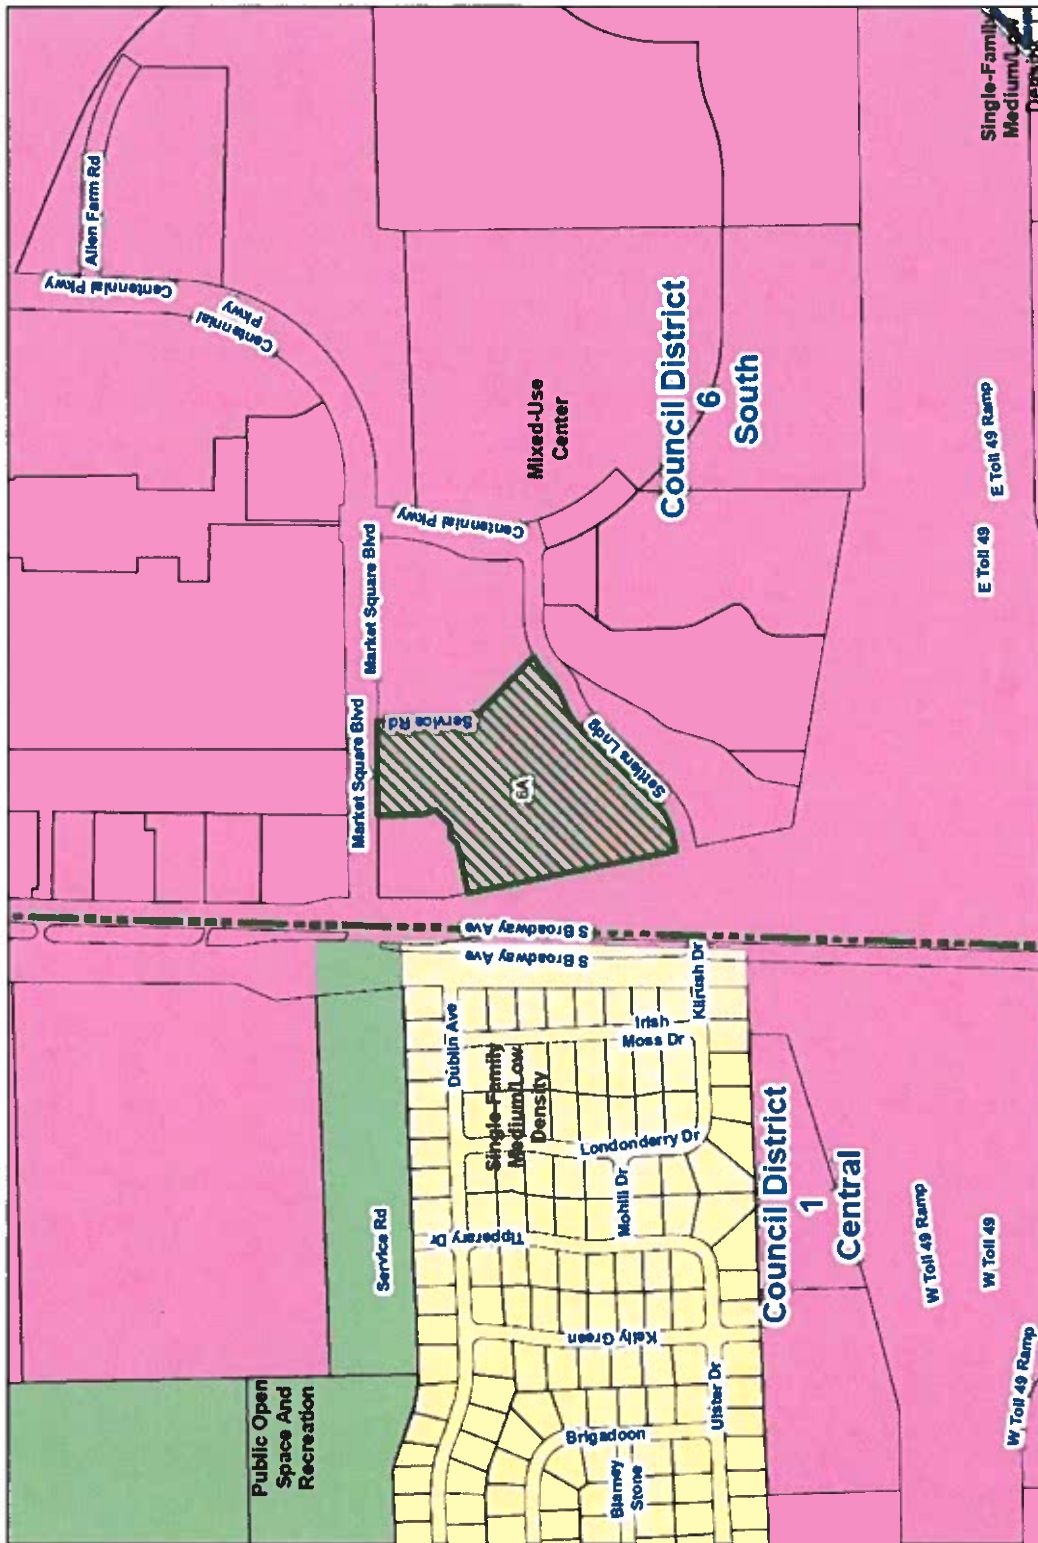 Allen Farm Rd
Centennial Pkwy
Centennial
Pkwy
Single-Family
Medium/Low
Density
Mixed-Use
Center
Council District
6
South
E Toll 49 Ramp
E Toll 49
Centennial Pkwy
Market Square Blvd
Market Square Blvd
Service Rd
6A
Settlers Lndg
S Broadway Ave
S Broadway Ave
Kilrush Dr
Dublin Ave
Irish
Moss Dr
Single-Family
Medium/Low
Density
Londonderry Dr
Mohill Dr
Tipperary Dr
Service Rd
Council District
1
Central
W Toll 49 Ramp
W Toll 49
W Toll 49 Ramp
Kelly Green
Ulster Dr
Brigadoon
Blarney
Stone
Public Open
Space And
Recreation